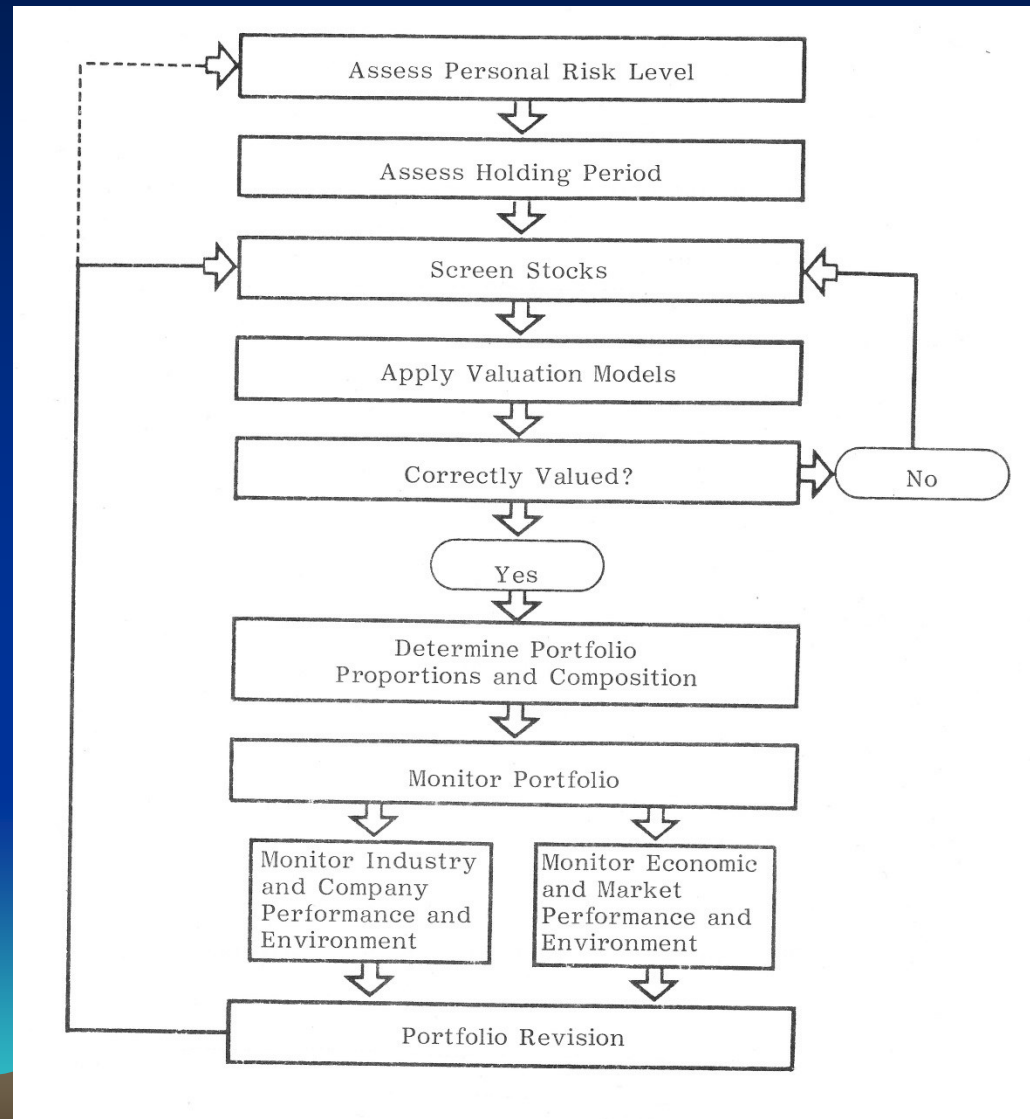 Assess Personal Risk Level
Assess Holding Period
Screen Stocks
Apply Valuation Models
Correctly Valued?
No
Yes
Determine Portfolio
Proportions and Composition
Monitor Portfolio
Monitor Industry
and Company
Performance and
Environment
Monitor Economic
and Market
Performance and
Environment
Portfolio Revision